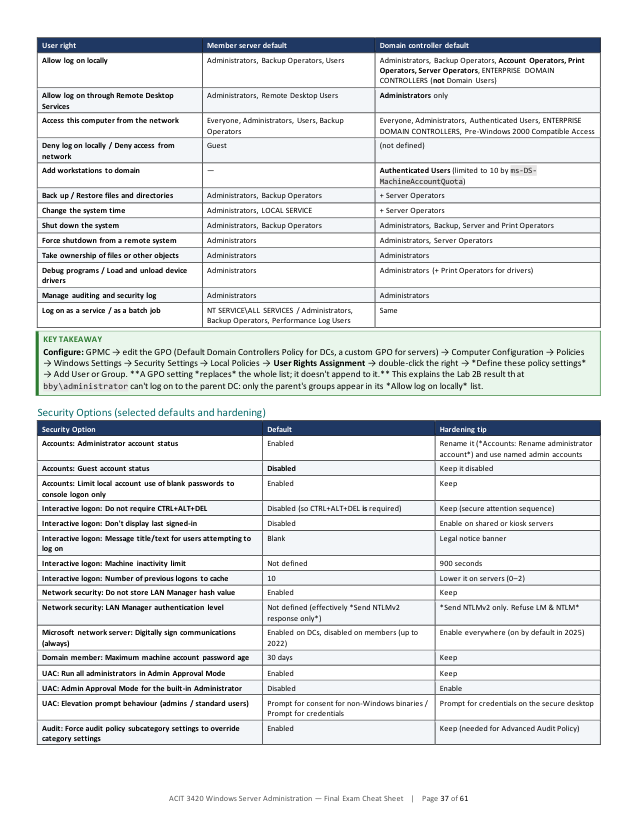 User right Member server default Domain controller default
Allow log on locally Administrators, Backup Operators, Users Administrators, Backup Operators, Account Operators, Print
Operators, Server Operators, ENTERPRISE DOMAIN
CONTROLLERS (not Domain Users)
Allow log on through Remote Desktop Administrators, Remote Desktop Users Administrators only
Services
Access this computer from the network Everyone, Administrators, Users, Backup Everyone, Administrators, Authenticated Users, ENTERPRISE
Operators DOMAIN CONTROLLERS, Pre-Windows 2000 Compatible Access
Deny log on locally / Deny access from Guest (not defined)
network
Add workstations to domain — Authenticated Users (limited to 10 by ms-DS-
MachineAccountQuota)
Back up / Restore files and directories Administrators, Backup Operators + Server Operators
Change the system time Administrators, LOCAL SERVICE + Server Operators
Shut down the system Administrators, Backup Operators Administrators, Backup, Server and Print Operators
Force shutdown from a remote system Administrators Administrators, Server Operators
Take ownership of files or other objects Administrators Administrators
Debug programs / Load and unload device Administrators Administrators (+ Print Operators for drivers)
drivers
Manage auditing and security log Administrators Administrators
Log on as a service / as a batch job NT SERVICE\ALL SERVICES / Administrators, Same
Backup Operators, Performance Log Users
KEY TAKEAWAY
Configure: GPMC → edit the GPO (Default Domain Controllers Policy for DCs, a custom GPO for servers) → Computer Configuration → Policies
→ Windows Settings → Security Settings → Local Policies → User Rights Assignment → double-click the right → *Define these policy settings*
→ Add User or Group. **A GPO setting *replaces* the whole list; it doesn't append to it.** This explains the Lab 2B result that
bby\administrator can't log on to the parent DC: only the parent's groups appear in its *Allow log on locally* list.
Security Options (selected defaults and hardening)
Security Option Default Hardening tip
Accounts: Administrator account status Enabled Rename it (*Accounts: Rename administrator
account*) and use named admin accounts
Accounts: Guest account status Disabled Keep it disabled
Accounts: Limit local account use of blank passwords to Enabled Keep
console logon only
Interactive logon: Do not require CTRL+ALT+DEL Disabled (so CTRL+ALT+DEL is required) Keep (secure attention sequence)
Interactive logon: Don't display last signed-in Disabled Enable on shared or kiosk servers
Interactive logon: Message title/text for users attempting to Blank Legal notice banner
log on
Interactive logon: Machine inactivity limit Not defined 900 seconds
Interactive logon: Number of previous logons to cache 10 Lower it on servers (0–2)
Network security: Do not store LAN Manager hash value Enabled Keep
Network security: LAN Manager authentication level Not defined (effectively *Send NTLMv2 *Send NTLMv2 only. Refuse LM & NTLM*
response only*)
Microsoft network server: Digitally sign communications Enabled on DCs, disabled on members (up to Enable everywhere (on by default in 2025)
(always) 2022)
Domain member: Maximum machine account password age 30 days Keep
UAC: Run all administrators in Admin Approval Mode Enabled Keep
UAC: Admin Approval Mode for the built-in Administrator Disabled Enable
UAC: Elevation prompt behaviour (admins / standard users) Prompt for consent for non-Windows binaries / Prompt for credentials on the secure desktop
Prompt for credentials
Audit: Force audit policy subcategory settings to override Enabled Keep (needed for Advanced Audit Policy)
category settings
ACIT 3420 Windows Server Administration — Final Exam Cheat Sheet | Page 37 of 61